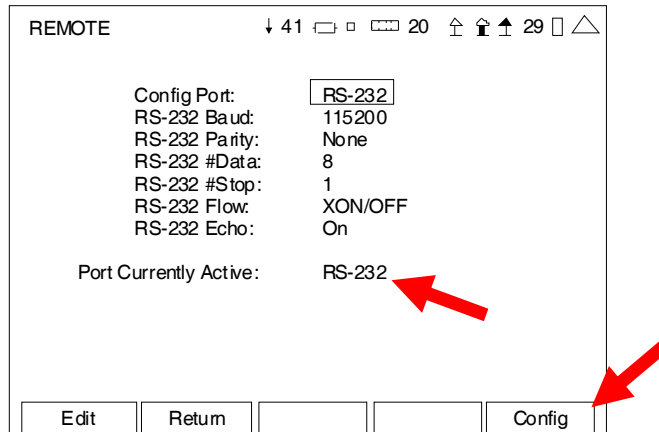 REMOTE ↓ 41 20 29
Config Port: RS-232
RS-232 Baud: 115200
RS-232 Parity: None
RS-232 #Data: 8
RS-232 #Stop: 1
RS-232 Flow: XON/OFF
RS-232 Echo: On
Port Currently Active: RS-232
Edit Return Config